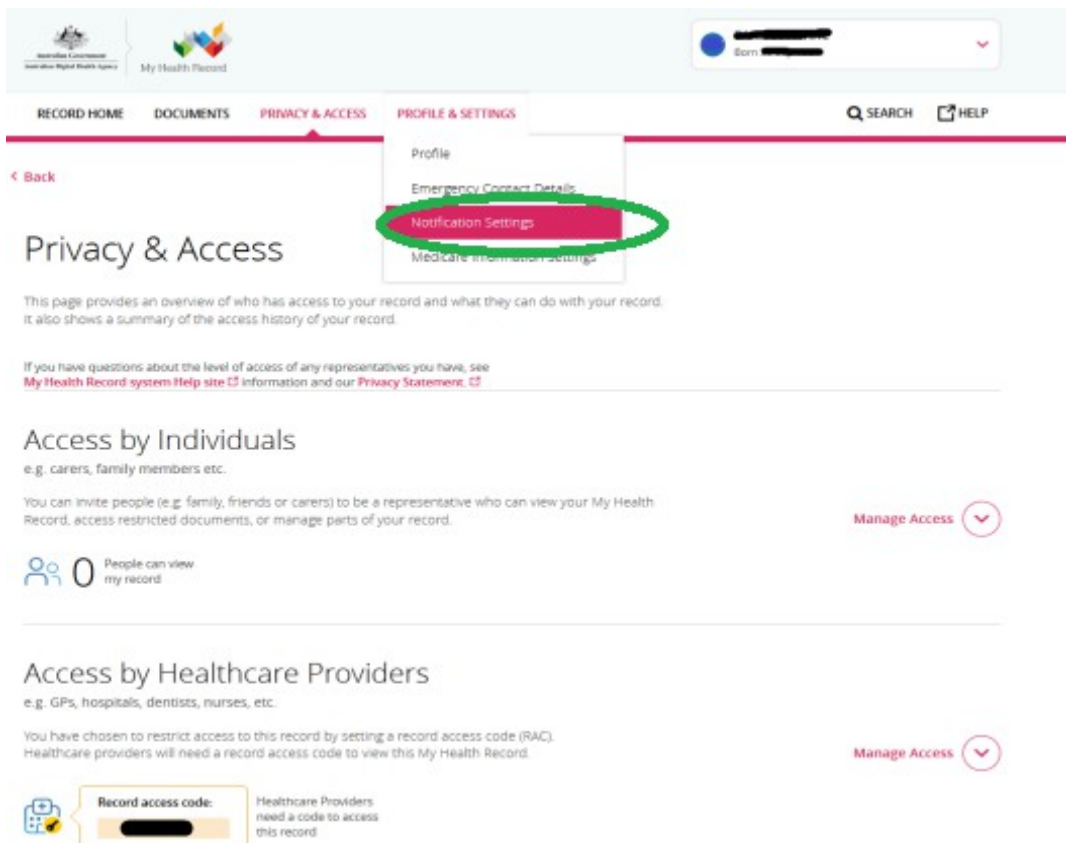 Australian Government
Australian Digital Health Agency
My Health Record
Born
RECORD HOME DOCUMENTS PRIVACY & ACCESS PROFILE & SETTINGS SEARCH HELP
Profile
< Back
Emergency Contact Details
Notification Settings
Privacy & Access
Medicare Information Settings
This page provides an overview of who has access to your record and what they can do with your record.
It also shows a summary of the access history of your record.
If you have questions about the level of access of any representatives you have, see
My Health Record system Help site information and our Privacy Statement.
Access by Individuals
e.g. carers, family members etc.
You can invite people (e.g. family, friends or carers) to be a representative who can view your My Health
Record, access restricted documents, or manage parts of your record.
Manage Access
0 People can view
my record
Access by Healthcare Providers
e.g. GPs, hospitals, dentists, nurses, etc.
You have chosen to restrict access to this record by setting a record access code (RAC).
Healthcare providers will need a record access code to view this My Health Record.
Manage Access
Record access code:
Healthcare Providers
need a code to access
this record